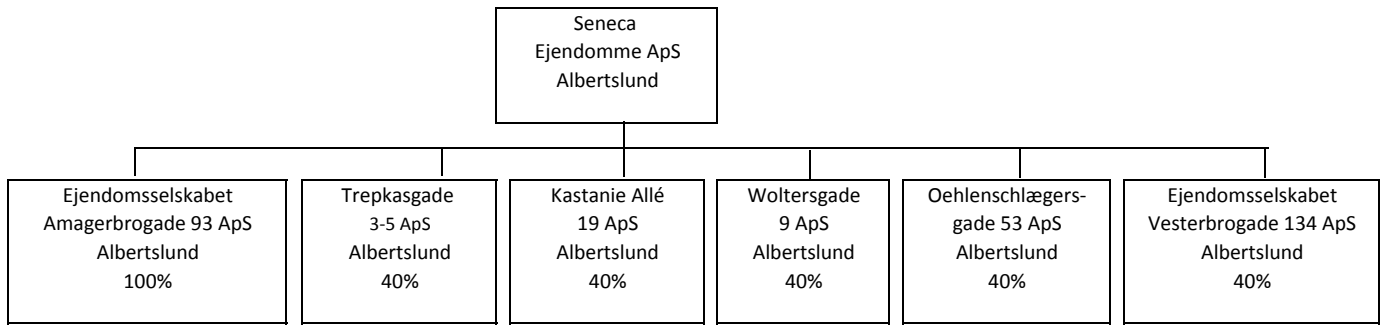 Seneca
Ejendomme ApS
Albertslund
Ejendomsselskabet
Amagerbrogade 93 ApS
Albertslund
100%
Trepkasgade
3-5 ApS
Albertslund
40%
Kastanie Allé
19 ApS
Albertslund
40%
Woltersgade
9 ApS
Albertslund
40%
Oehlenschlægers-
gade 53 ApS
Albertslund
40%
Ejendomsselskabet
Vesterbrogade 134 ApS
Albertslund
40%